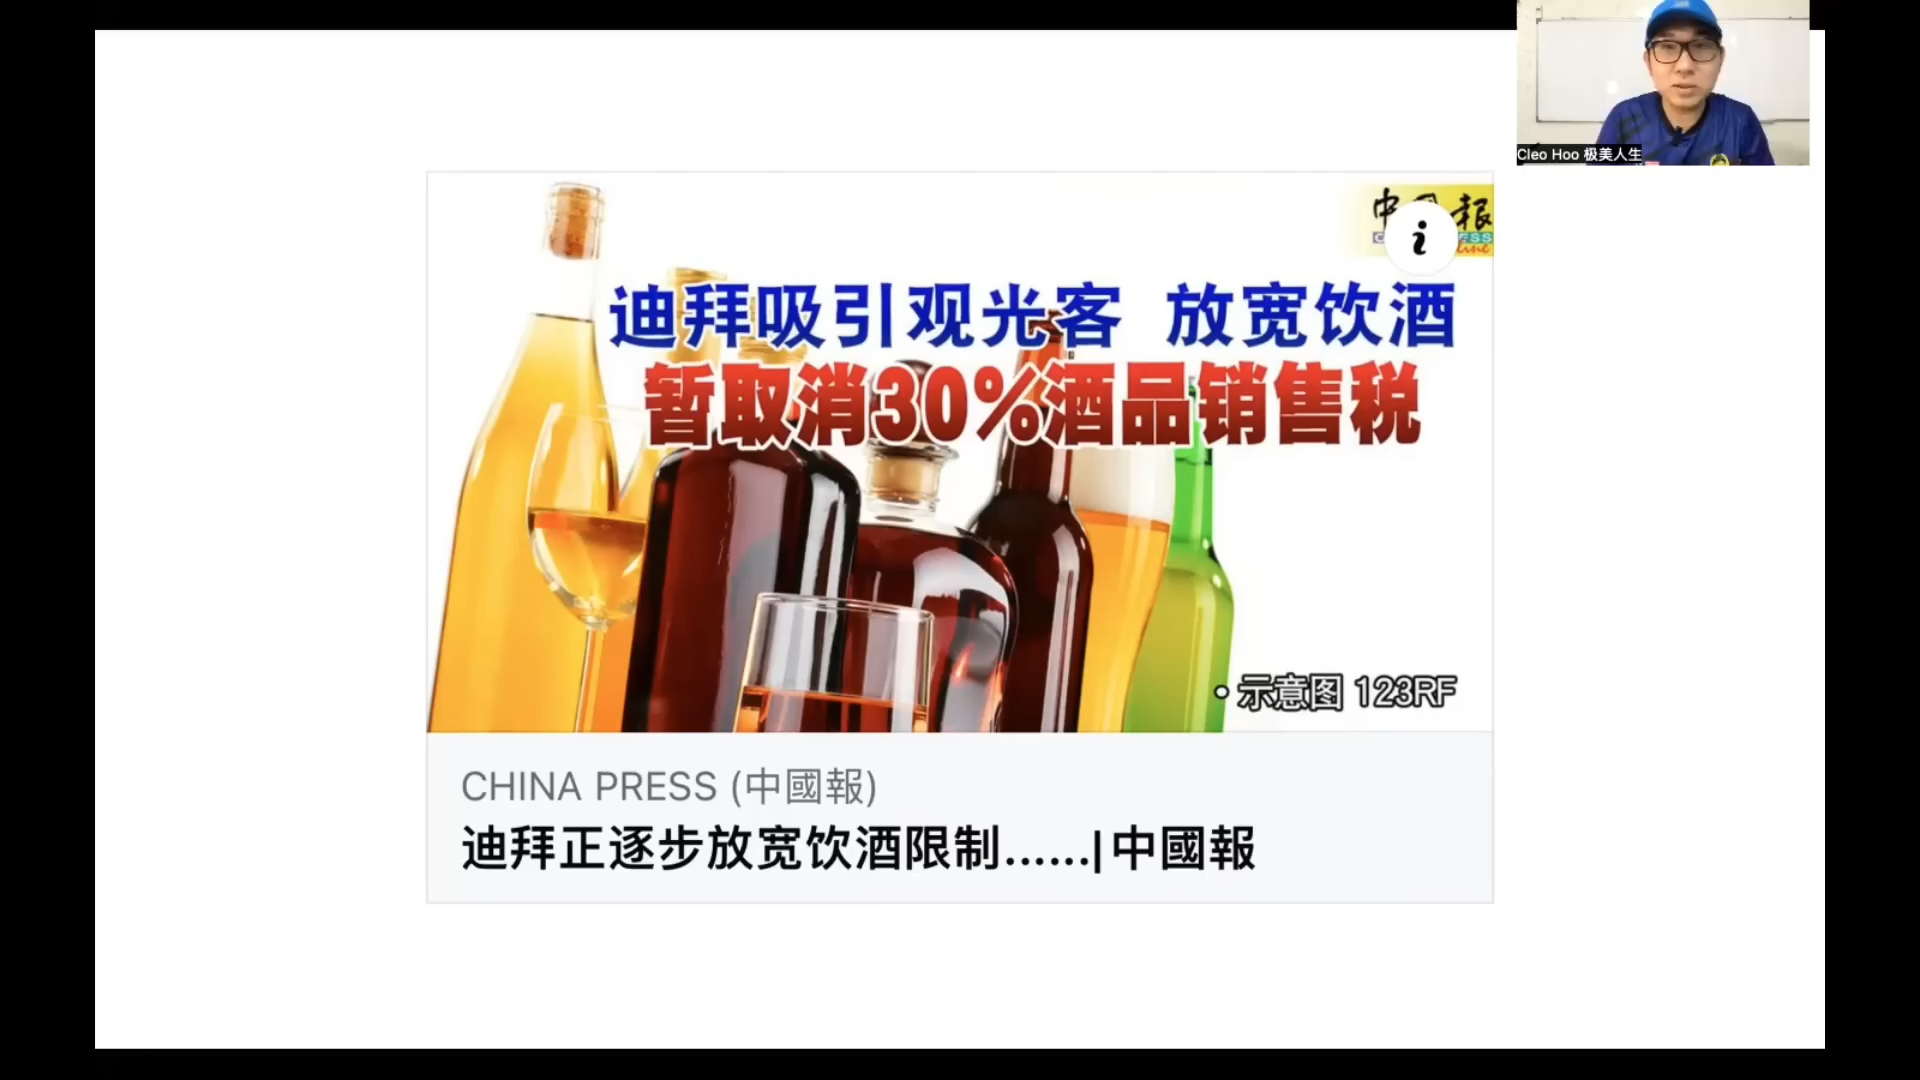 Cleo Hoo 极美人生
迪拜吸引观光客 放宽饮酒
暂取消30%酒品销售税
•示意图 123RF
CHINA PRESS (中國報)
迪拜正逐步放宽饮酒限制......|中國報